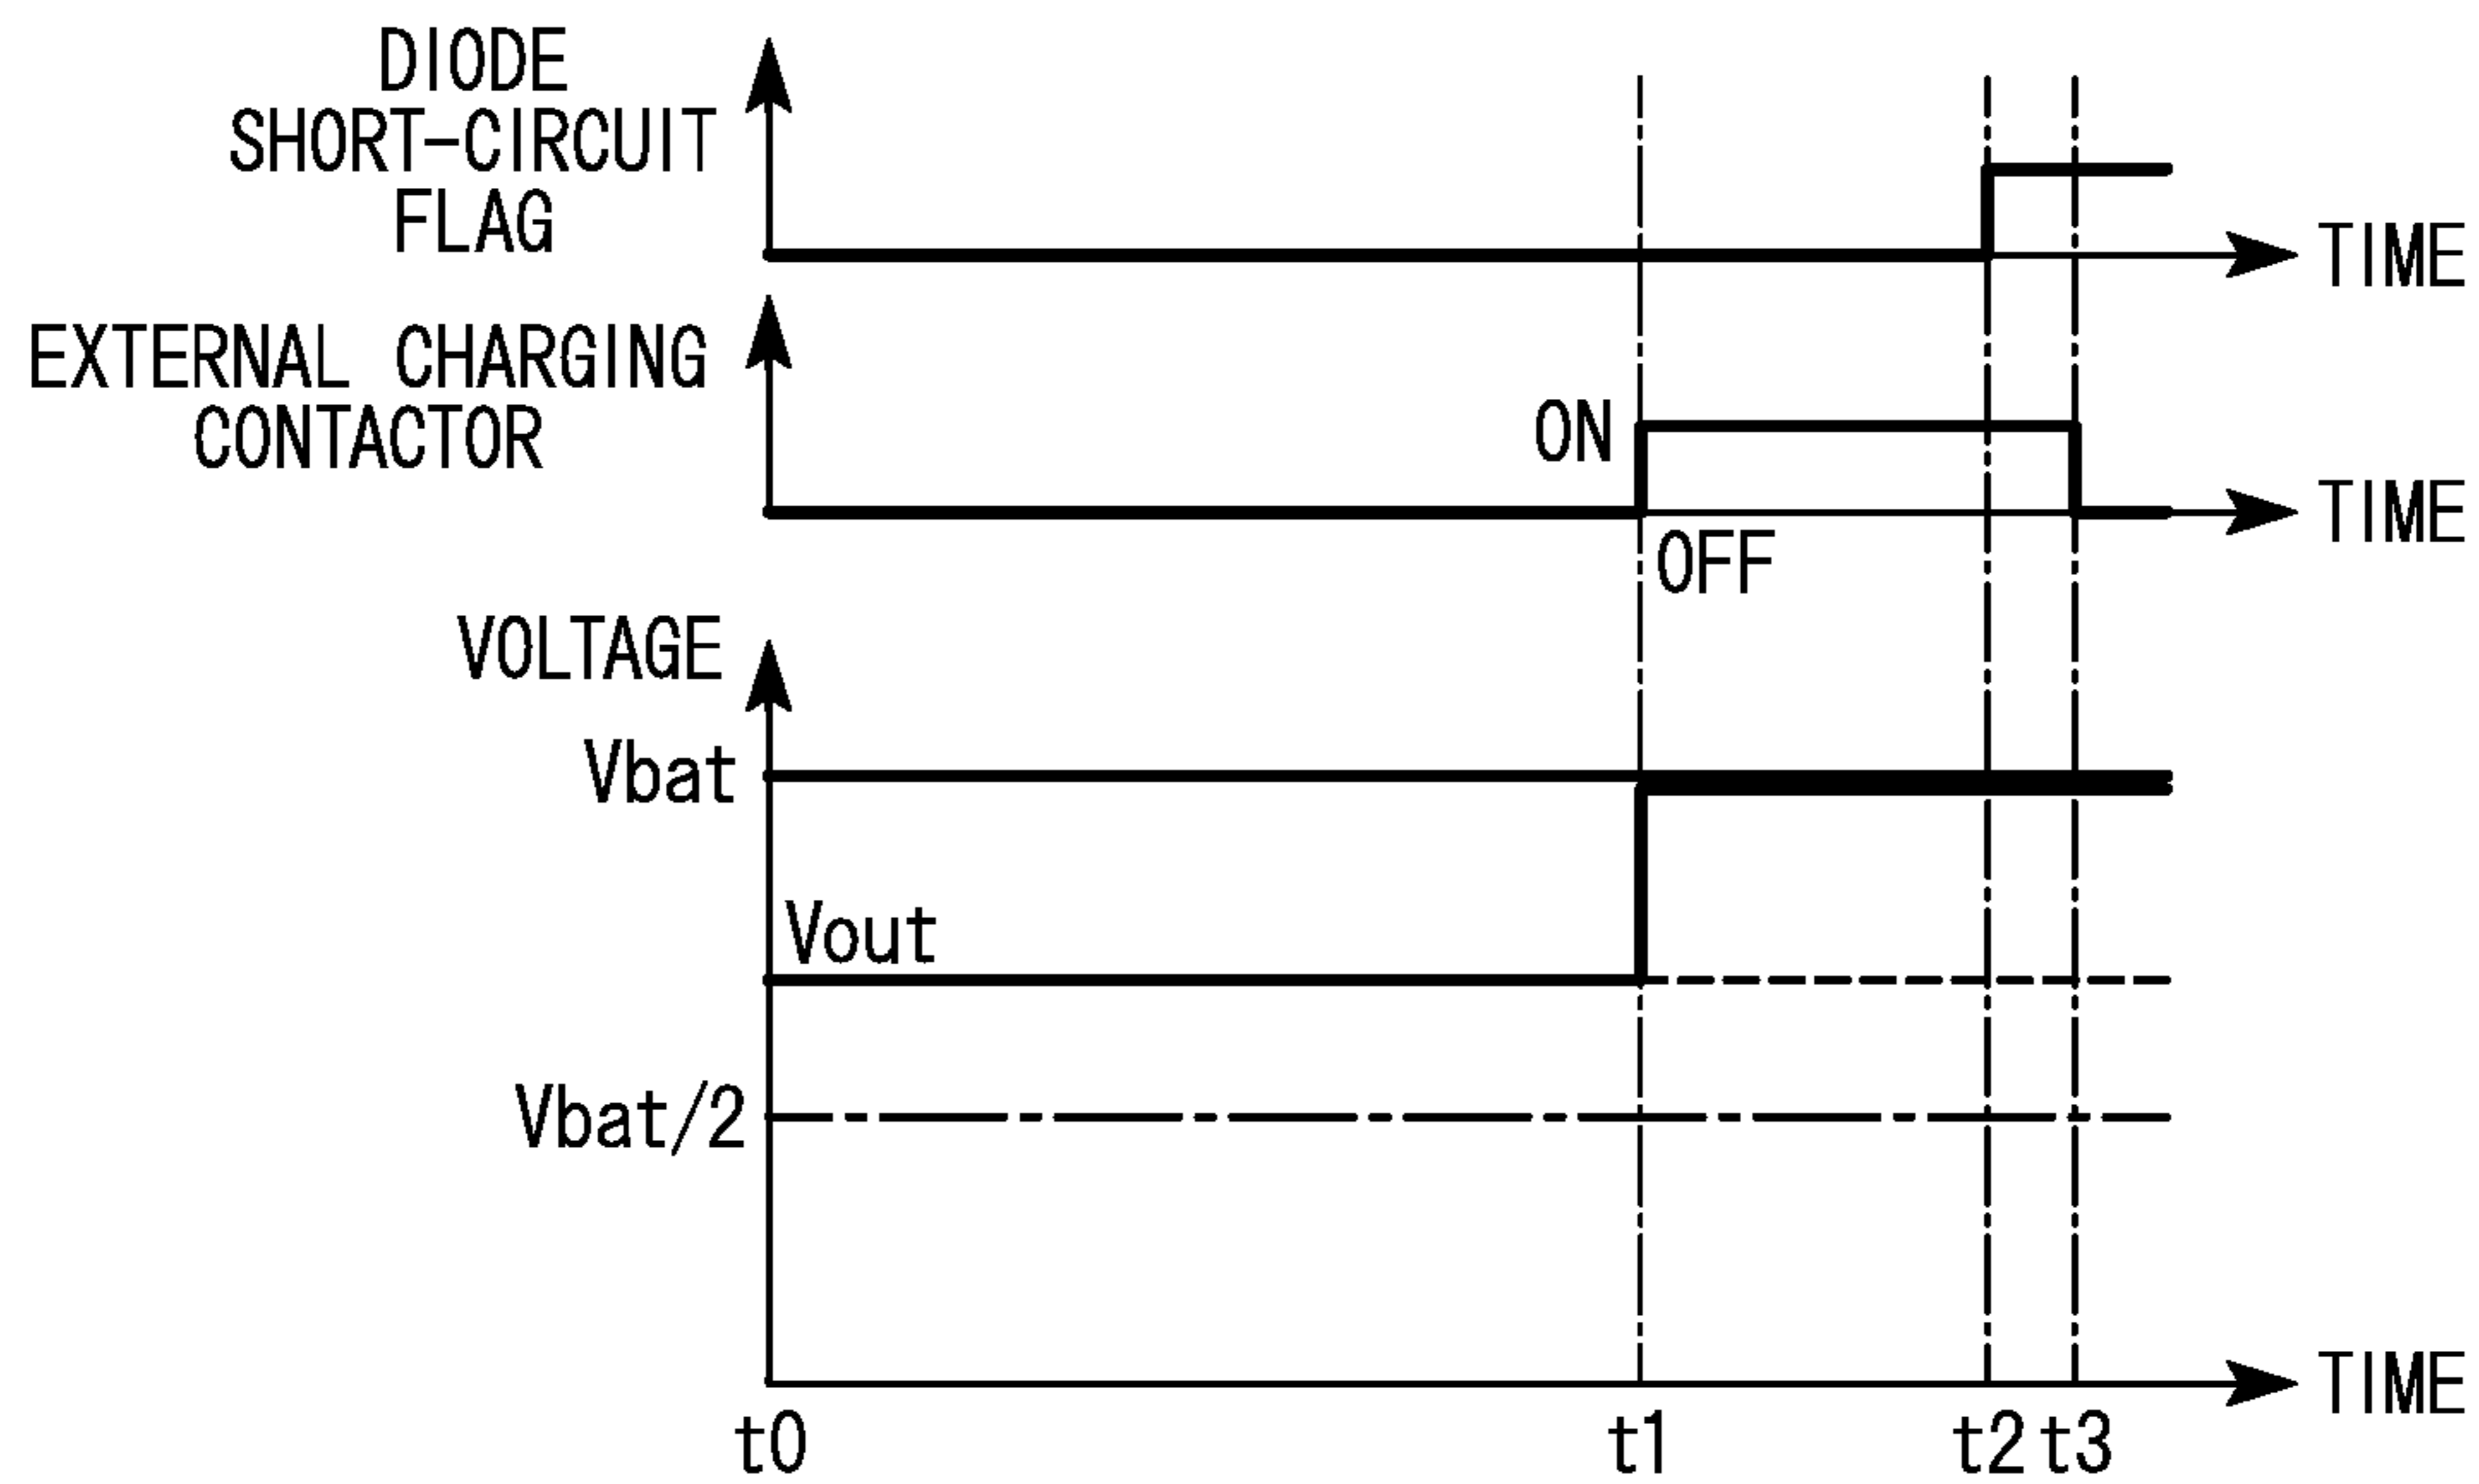 DIODE
SHORT-CIRCUIT
FLAG
TIME
EXTERNAL CHARGING
CONTACTOR
ON
OFF
TIME
VOLTAGE
Vbat
Vout
Vbat/2
TIME
t0 t1 t2 t3